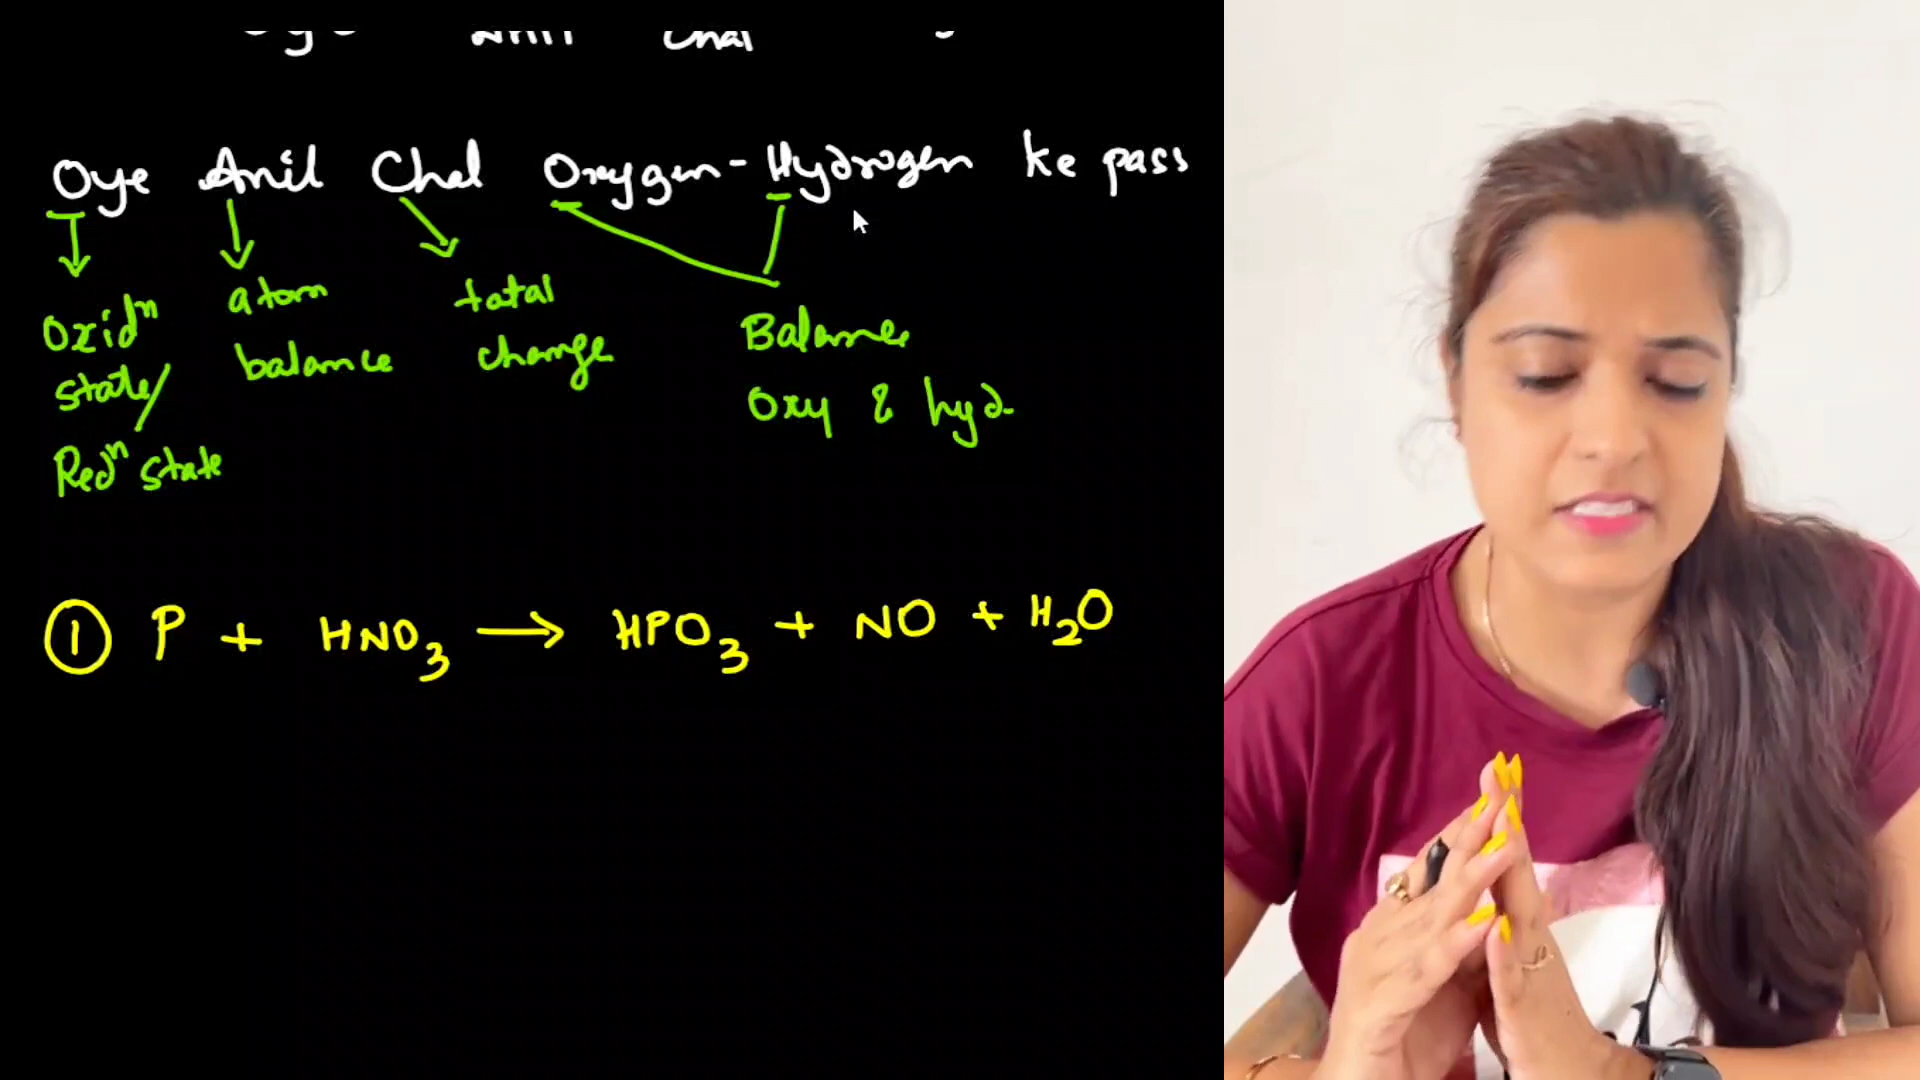 Oye Anil Chal Oxygen-Hydrogen ke pass
Oxidⁿ state/ Redⁿ state
atom balance
total change
Balance Oxy & hyd.
① P + HNO₃ → HPO₃ + NO + H₂O